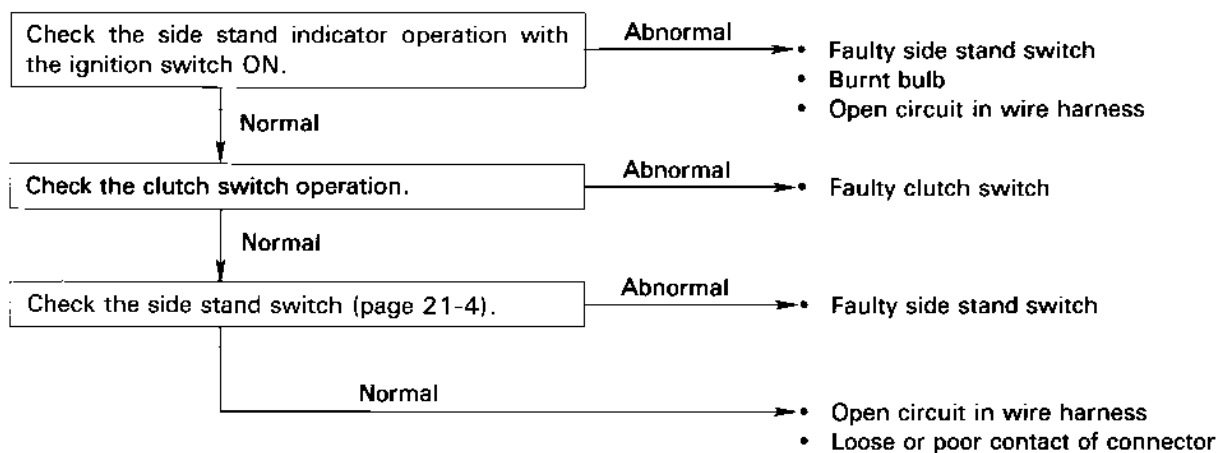 Check the side stand indicator operation with
the ignition switch ON.
Abnormal
• Faulty side stand switch
• Burnt bulb
• Open circuit in wire harness
Normal
Check the clutch switch operation.
Abnormal
• Faulty clutch switch
Normal
Check the side stand switch (page 21-4).
Abnormal
• Faulty side stand switch
Normal
• Open circuit in wire harness
• Loose or poor contact of connector